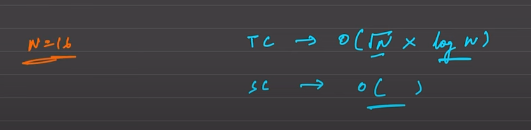 N=16
TC → O(√N × log N)
SC → O( )